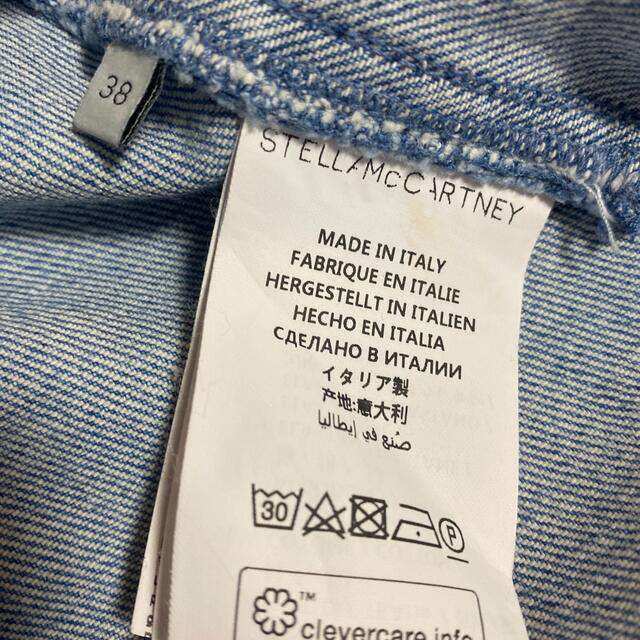 38
STELLAMcCARTNEY
MADE IN ITALY
FABRIQUE EN ITALIE
HERGESTELLT IN ITALIEN
HECHO EN ITALIA
СДЕЛАНО В ИТАЛИИ
イタリア製
产地:意大利
صنع في إيطاليا
30
P
™
clevercare.info